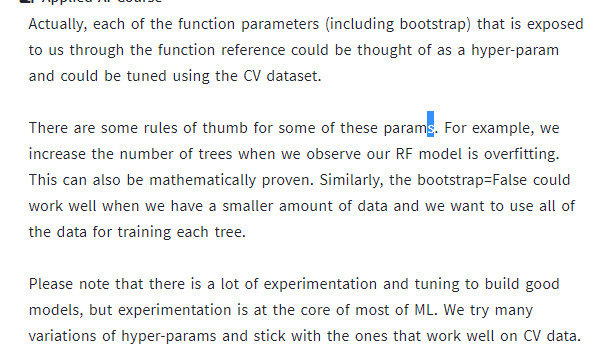 Applied AI Course
Actually, each of the function parameters (including bootstrap) that is exposed
to us through the function reference could be thought of as a hyper-param
and could be tuned using the CV dataset.
There are some rules of thumb for some of these params. For example, we
increase the number of trees when we observe our RF model is overfitting.
This can also be mathematically proven. Similarly, the bootstrap=False could
work well when we have a smaller amount of data and we want to use all of
the data for training each tree.
Please note that there is a lot of experimentation and tuning to build good
models, but experimentation is at the core of most of ML. We try many
variations of hyper-params and stick with the ones that work well on CV data.